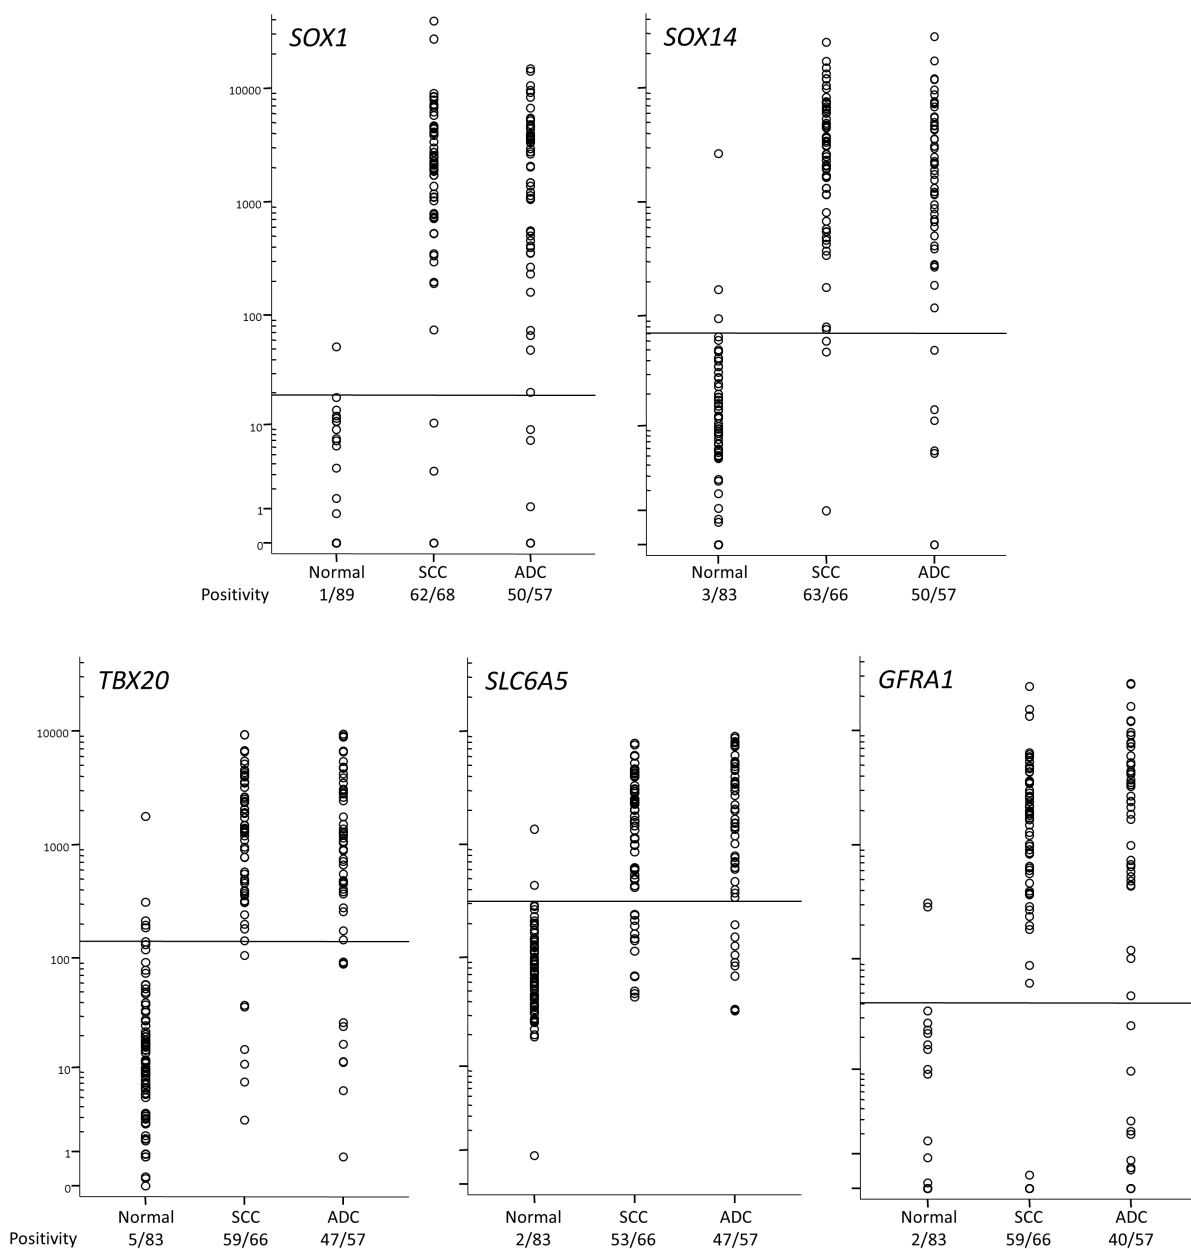 SOX1
SOX14
10000
1000
100
10
1
0
Normal SCC ADC
Normal SCC ADC
Positivity 1/89 62/68 50/57
3/83 63/66 50/57
TBX20
SLC6A5
GFRA1
10000
1000
100
10
1
0
Normal SCC ADC
Normal SCC ADC
Normal SCC ADC
Positivity 5/83 59/66 47/57
2/83 53/66 47/57
2/83 59/66 40/57